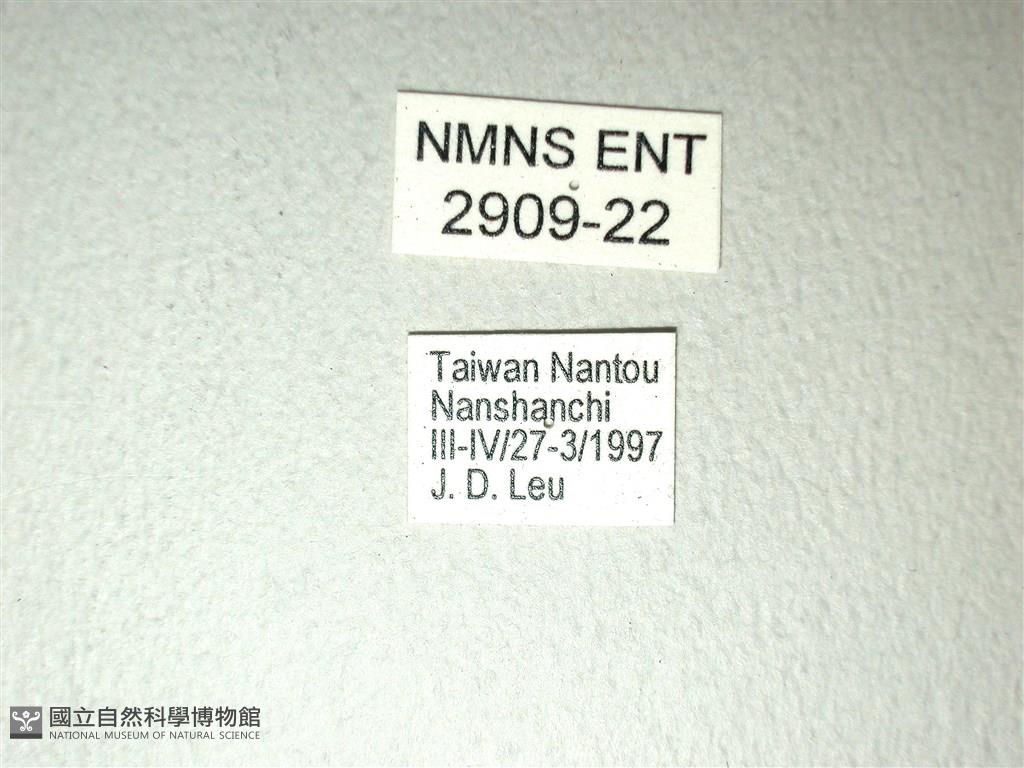 NMNS ENT
2909-22
Taiwan Nantou
Nanshanchi
III-IV/27-3/1997
J. D. Leu
國立自然科學博物館
NATIONAL MUSEUM OF NATURAL SCIENCE